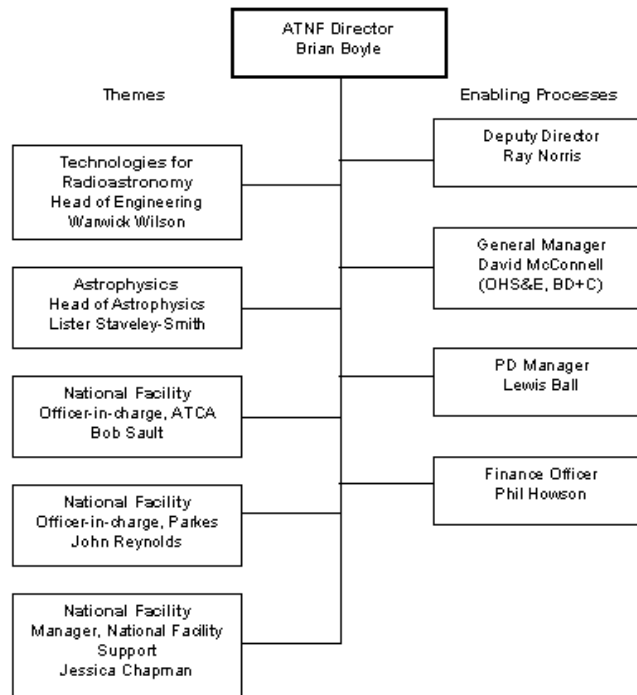 ATNF Director
Brian Boyle
Themes
Technologies for
Radioastronomy
Head of Engineering
Warwick Wilson
Astrophysics
Head of Astrophysics
Lister Staveley-Smith
National Facility
Officer-in-charge, ATCA
Bob Sault
National Facility
Officer-in-charge, Parkes
John Reynolds
National Facility
Manager, National Facility
Support
Jessica Chapman
Enabling Processes
Deputy Director
Ray Norris
General Manager
David McConnell
(OHS&E, BD+C)
PD Manager
Lewis Ball
Finance Officer
Phil Howson